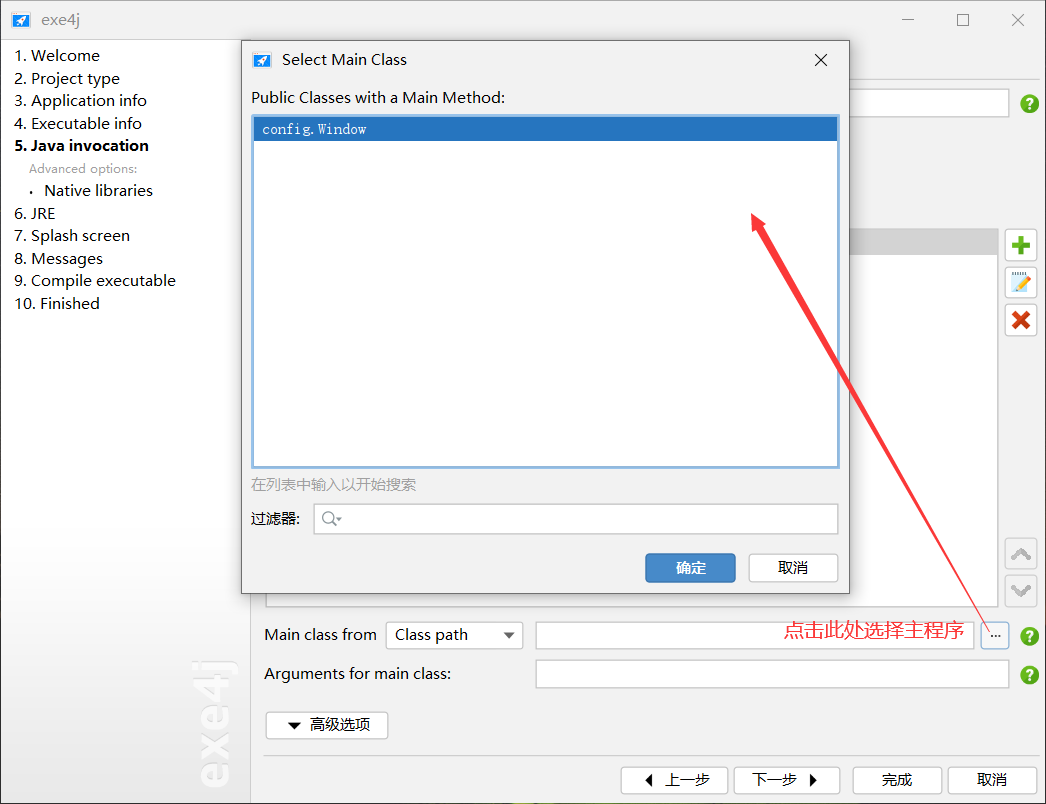 exe4j
1. Welcome
2. Project type
3. Application info
4. Executable info
5. Java invocation
Advanced options:
· Native libraries
6. JRE
7. Splash screen
8. Messages
9. Compile executable
10. Finished
exe4j
Select Main Class
Public Classes with a Main Method:
config.Window
在列表中输入以开始搜索
过滤器:
确定
取消
Main class from
Class path
点击此处选择主程序
...
Arguments for main class:
高级选项
上一步
下一步
完成
取消